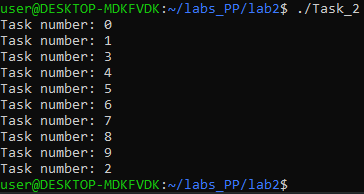 user@DESKTOP-MDKFVDK:~/labs_PP/lab2$ ./Task_2
Task number: 0
Task number: 1
Task number: 3
Task number: 4
Task number: 5
Task number: 6
Task number: 7
Task number: 8
Task number: 9
Task number: 2
user@DESKTOP-MDKFVDK:~/labs_PP/lab2$